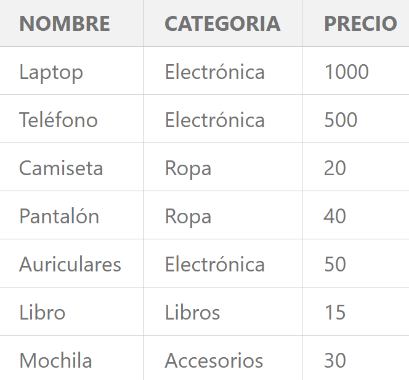 NOMBRE CATEGORIA PRECIO
Laptop Electrónica 1000
Teléfono Electrónica 500
Camiseta Ropa 20
Pantalón Ropa 40
Auriculares Electrónica 50
Libro Libros 15
Mochila Accesorios 30